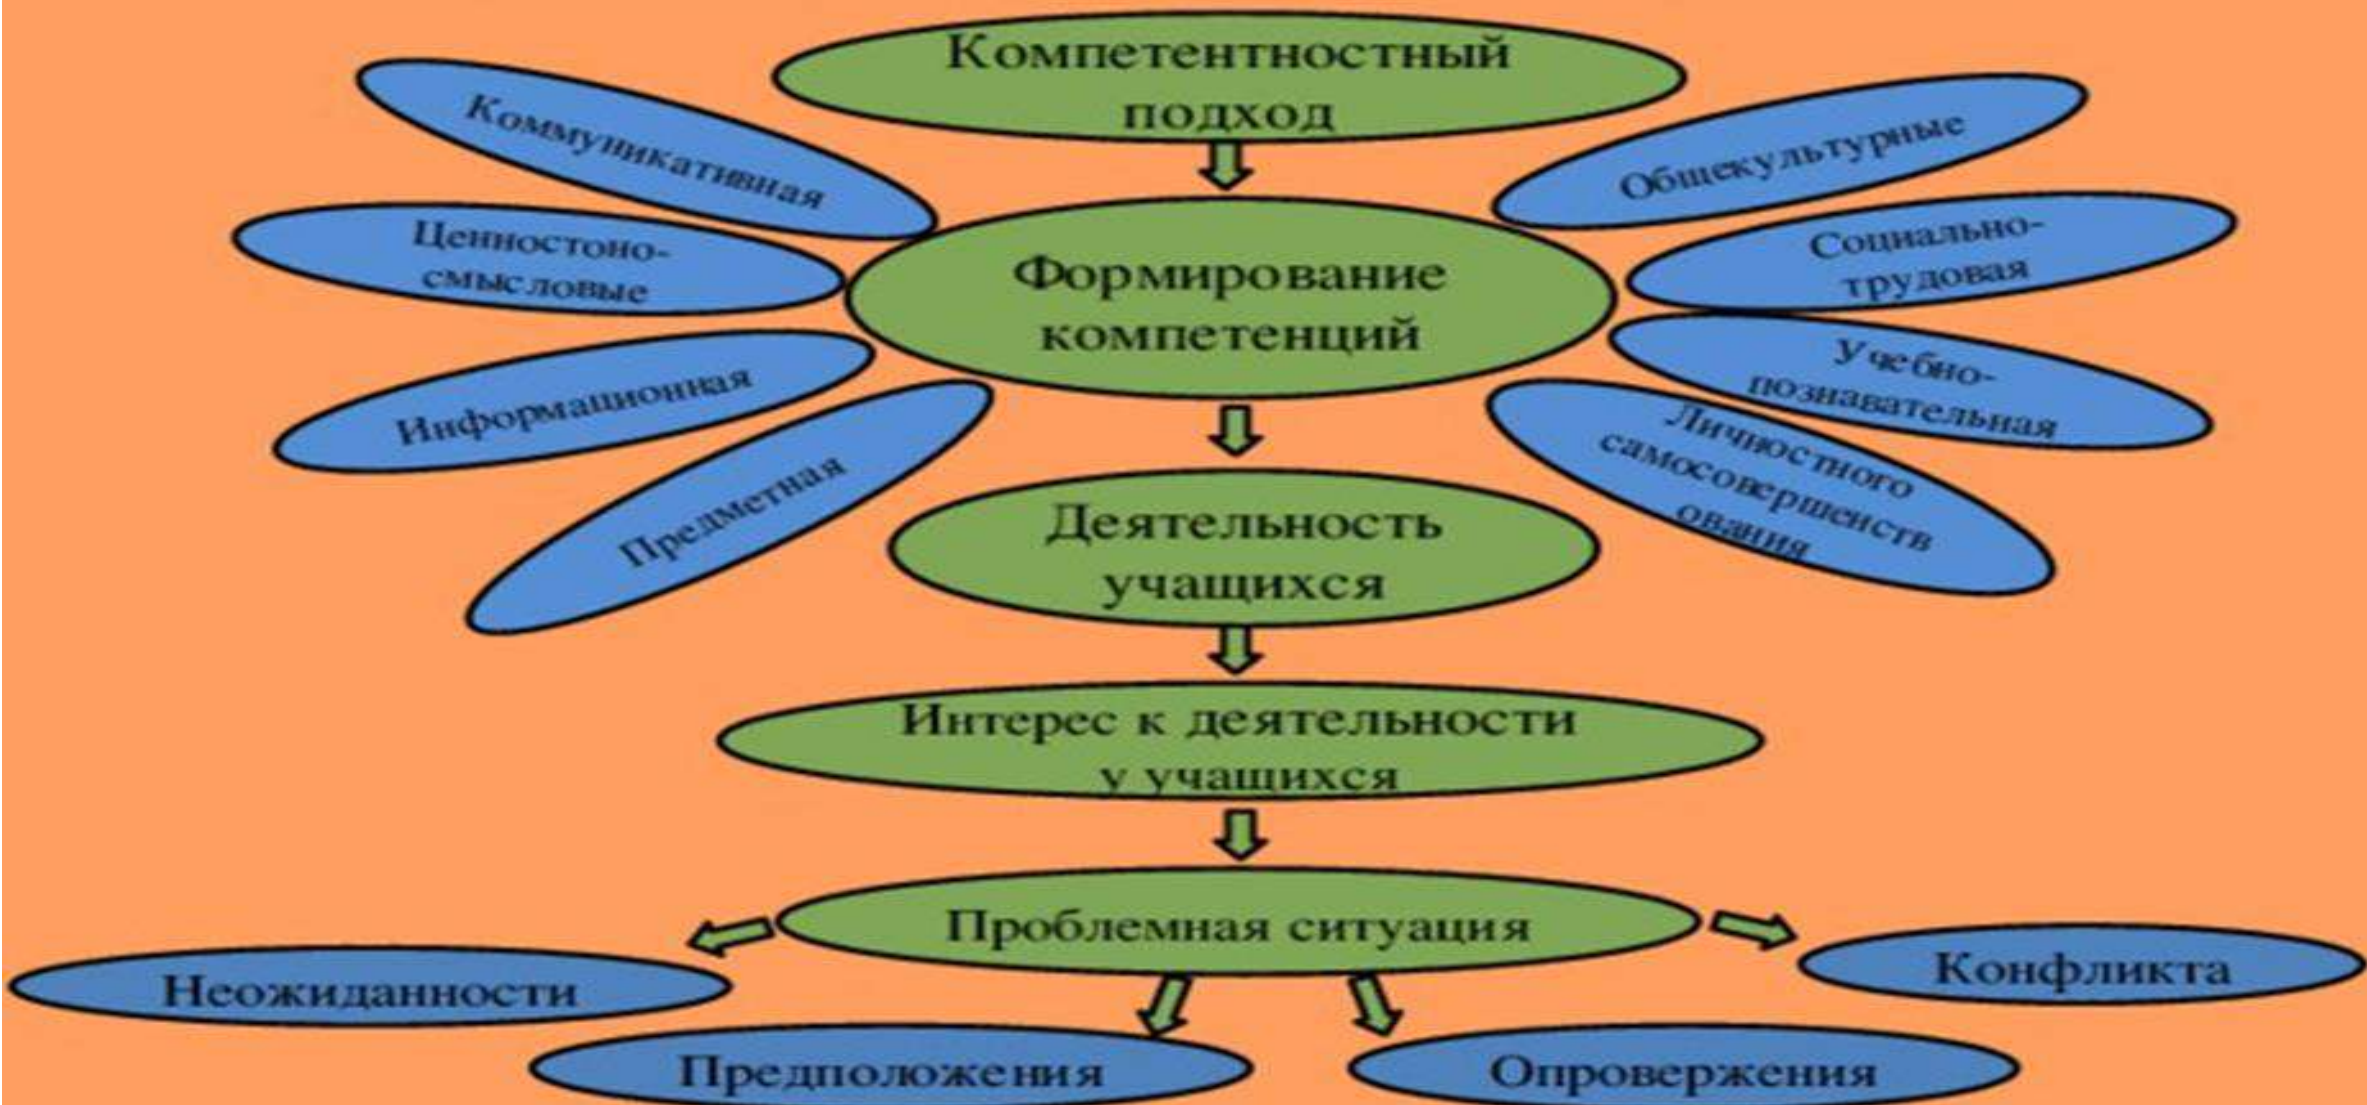 Компетентностный
подход
Коммуникативная
Ценностоно-
смысловые
Информационная
Предметная
Формирование
компетенций
Общекультурные
Социально-
трудовая
Учебно-
познавательная
Личностного
самосовершенств
ования
Деятельность
учащихся
Интерес к деятельности
у учащихся
Проблемная ситуация
Неожиданности
Предположения
Опровержения
Конфликта